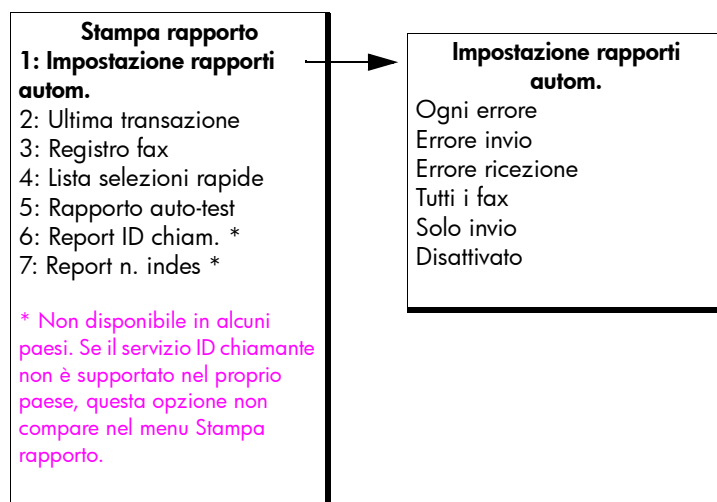 Stampa rapporto
1: Impostazione rapporti
autom.
2: Ultima transazione
3: Registro fax
4: Lista selezioni rapide
5: Rapporto auto-test
6: Report ID chiam. *
7: Report n. indes *
* Non disponibile in alcuni
paesi. Se il servizio ID chiamante
non è supportato nel proprio
paese, questa opzione non
compare nel menu Stampa
rapporto.
Impostazione rapporti
autom.
Ogni errore
Errore invio
Errore ricezione
Tutti i fax
Solo invio
Disattivato